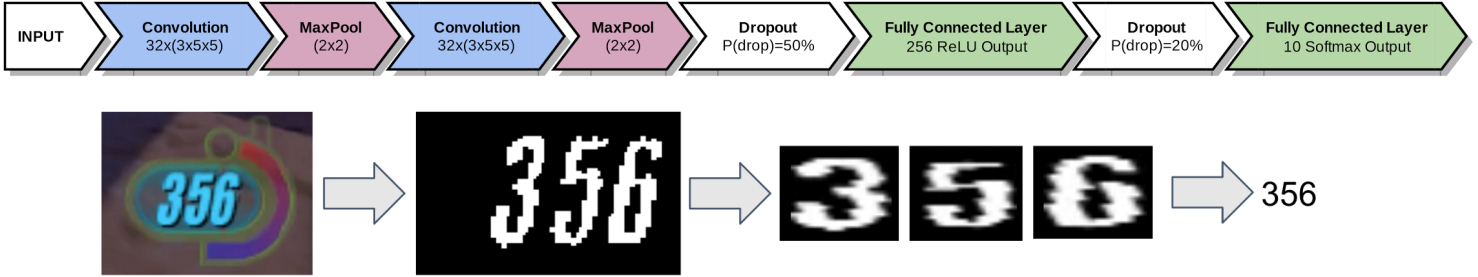 INPUT
Convolution
32x(3x5x5)
MaxPool
(2x2)
Convolution
32x(3x5x5)
MaxPool
(2x2)
Dropout
P(drop)=50%
Fully Connected Layer
256 ReLU Output
Dropout
P(drop)=20%
Fully Connected Layer
10 Softmax Output
356
356
3
5
6
356